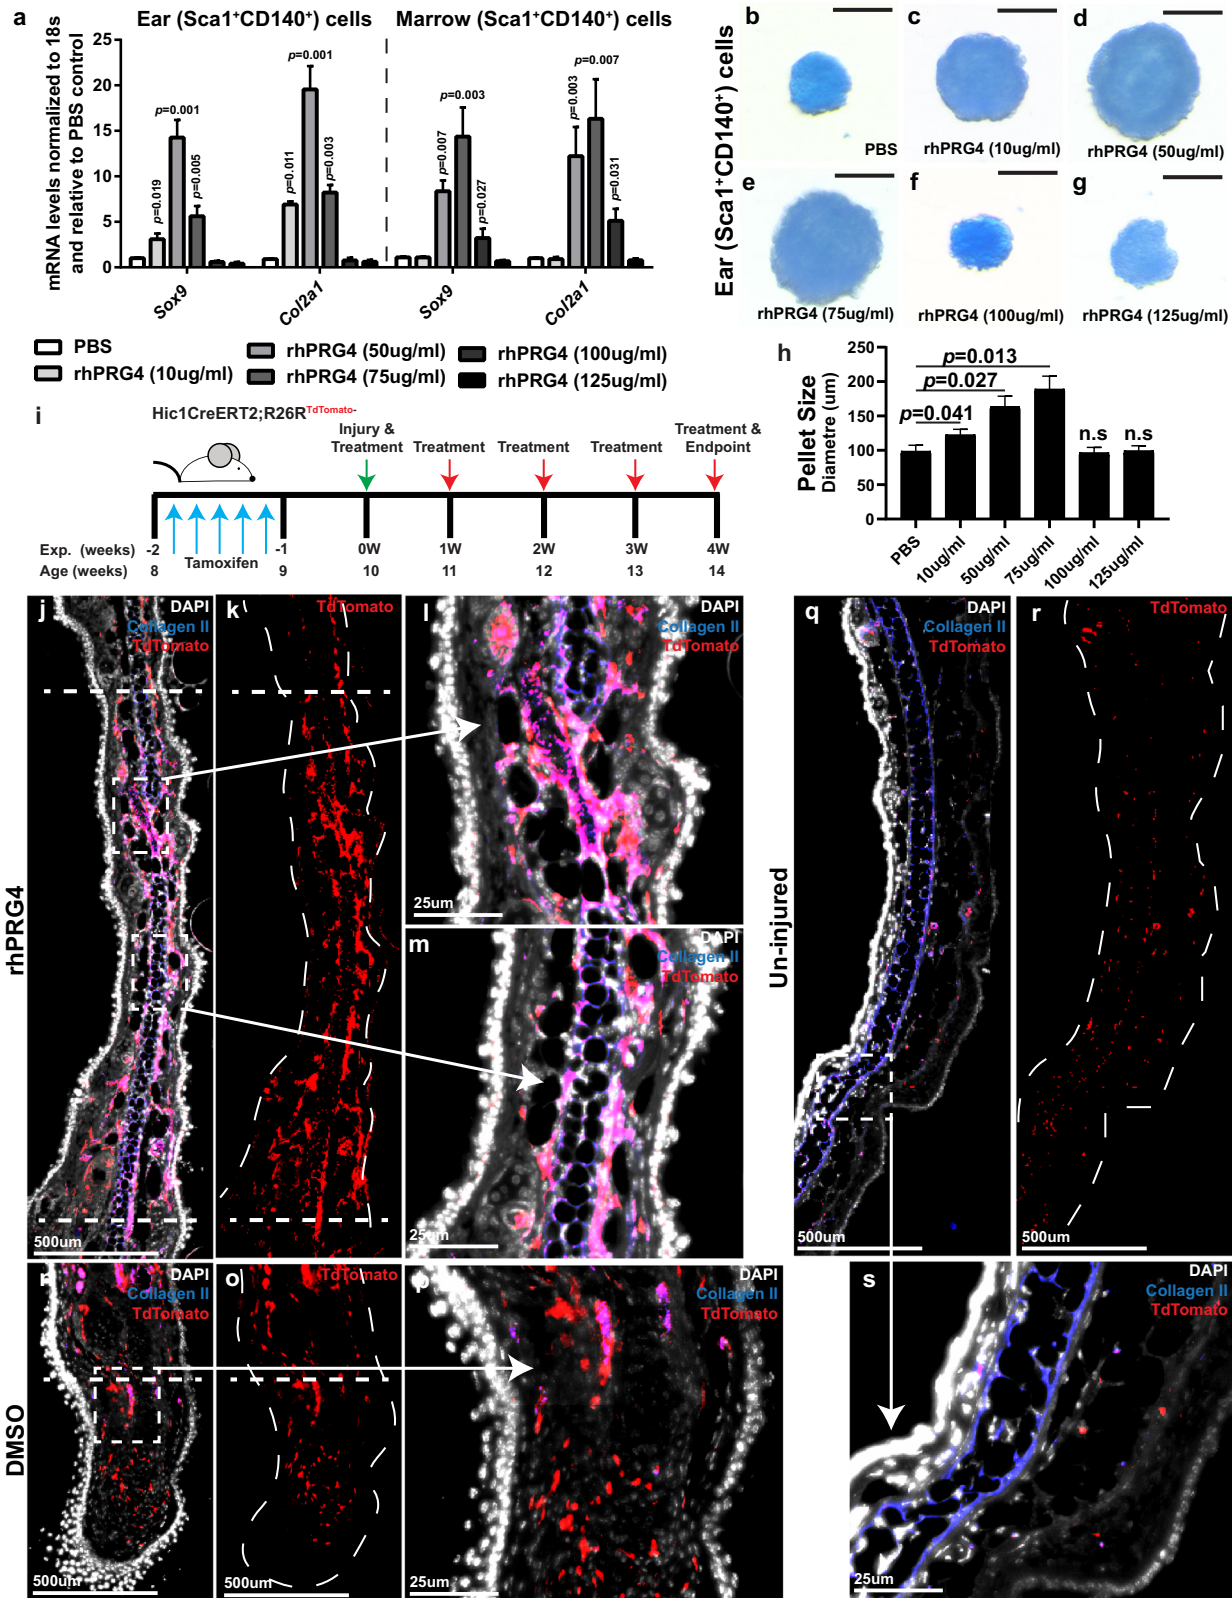 a
Ear (Sca1⁺CD140⁺) cells
Marrow (Sca1⁺CD140⁺) cells
mRNA levels normalized to 18s
and relative to PBS control
25
20
15
10
5
0
p=0.019
p=0.001
p=0.005
p=0.011
p=0.001
p=0.003
p=0.007
p=0.003
p=0.027
p=0.003
p=0.007
p=0.031
Sox9
Col2a1
Sox9
Col2a1
PBS
rhPRG4 (10ug/ml)
rhPRG4 (50ug/ml)
rhPRG4 (75ug/ml)
rhPRG4 (100ug/ml)
rhPRG4 (125ug/ml)
Ear (Sca1⁺CD140⁺) cells
b
PBS
c
rhPRG4 (10ug/ml)
d
rhPRG4 (50ug/ml)
e
rhPRG4 (75ug/ml)
f
rhPRG4 (100ug/ml)
g
rhPRG4 (125ug/ml)
h
Pellet Size
Diametre (um)
250
200
150
100
50
0
p=0.013
p=0.027
p=0.041
n.s
n.s
PBS
10ug/ml
50ug/ml
75ug/ml
100ug/ml
125ug/ml
i
Hic1CreERT2;R26RTdTomato-
Injury &
Treatment
Treatment
Treatment
Treatment
Treatment &
Endpoint
Tamoxifen
Exp. (weeks)
-2
-1
0W
1W
2W
3W
4W
Age (weeks)
8
9
10
11
12
13
14
rhPRG4
j
DAPI
Collagen II
TdTomato
500um
k
TdTomato
l
DAPI
Collagen II
TdTomato
25um
m
DAPI
Collagen II
TdTomato
25um
Un-injured
q
DAPI
Collagen II
TdTomato
500um
r
TdTomato
500um
DMSO
n
DAPI
Collagen II
TdTomato
500um
o
TdTomato
500um
p
DAPI
Collagen II
TdTomato
25um
s
DAPI
Collagen II
TdTomato
25um